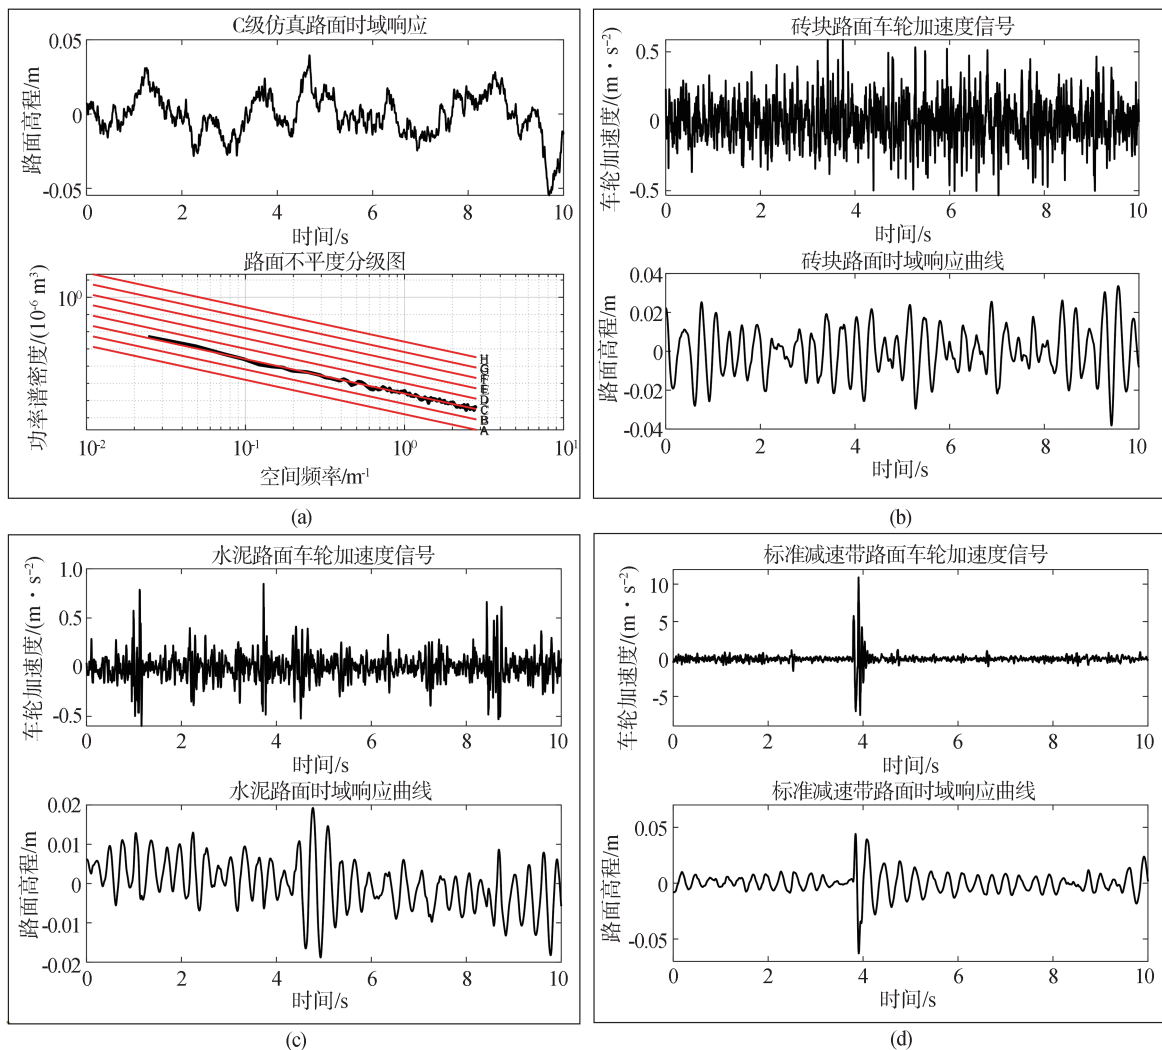 C级仿真路面时域响应
0.05
0
-0.05
路面高程/m
0 2 4 6 8 10
时间/s
路面不平度分级图
10⁰
功率谱密度/(10⁻⁶ m³)
H
G
F
E
D
C
B
A
10⁻² 10⁻¹ 10⁰ 10¹
空间频率/m⁻¹
(a)
砖块路面车轮加速度信号
0.5
0
-0.5
车轮加速度/(m·s⁻²)
0 2 4 6 8 10
时间/s
砖块路面时域响应曲线
0.04
0.02
0
-0.02
-0.04
路面高程/m
0 2 4 6 8 10
时间/s
(b)
水泥路面车轮加速度信号
1.0
0.5
0
-0.5
车轮加速度/(m·s⁻²)
0 2 4 6 8 10
时间/s
水泥路面时域响应曲线
0.02
0.01
0
-0.01
-0.02
路面高程/m
0 2 4 6 8 10
时间/s
(c)
标准减速带路面车轮加速度信号
10
5
0
-5
车轮加速度/(m·s⁻²)
0 2 4 6 8 10
时间/s
标准减速带路面时域响应曲线
0.05
0
-0.05
路面高程/m
0 2 4 6 8 10
时间/s
(d)